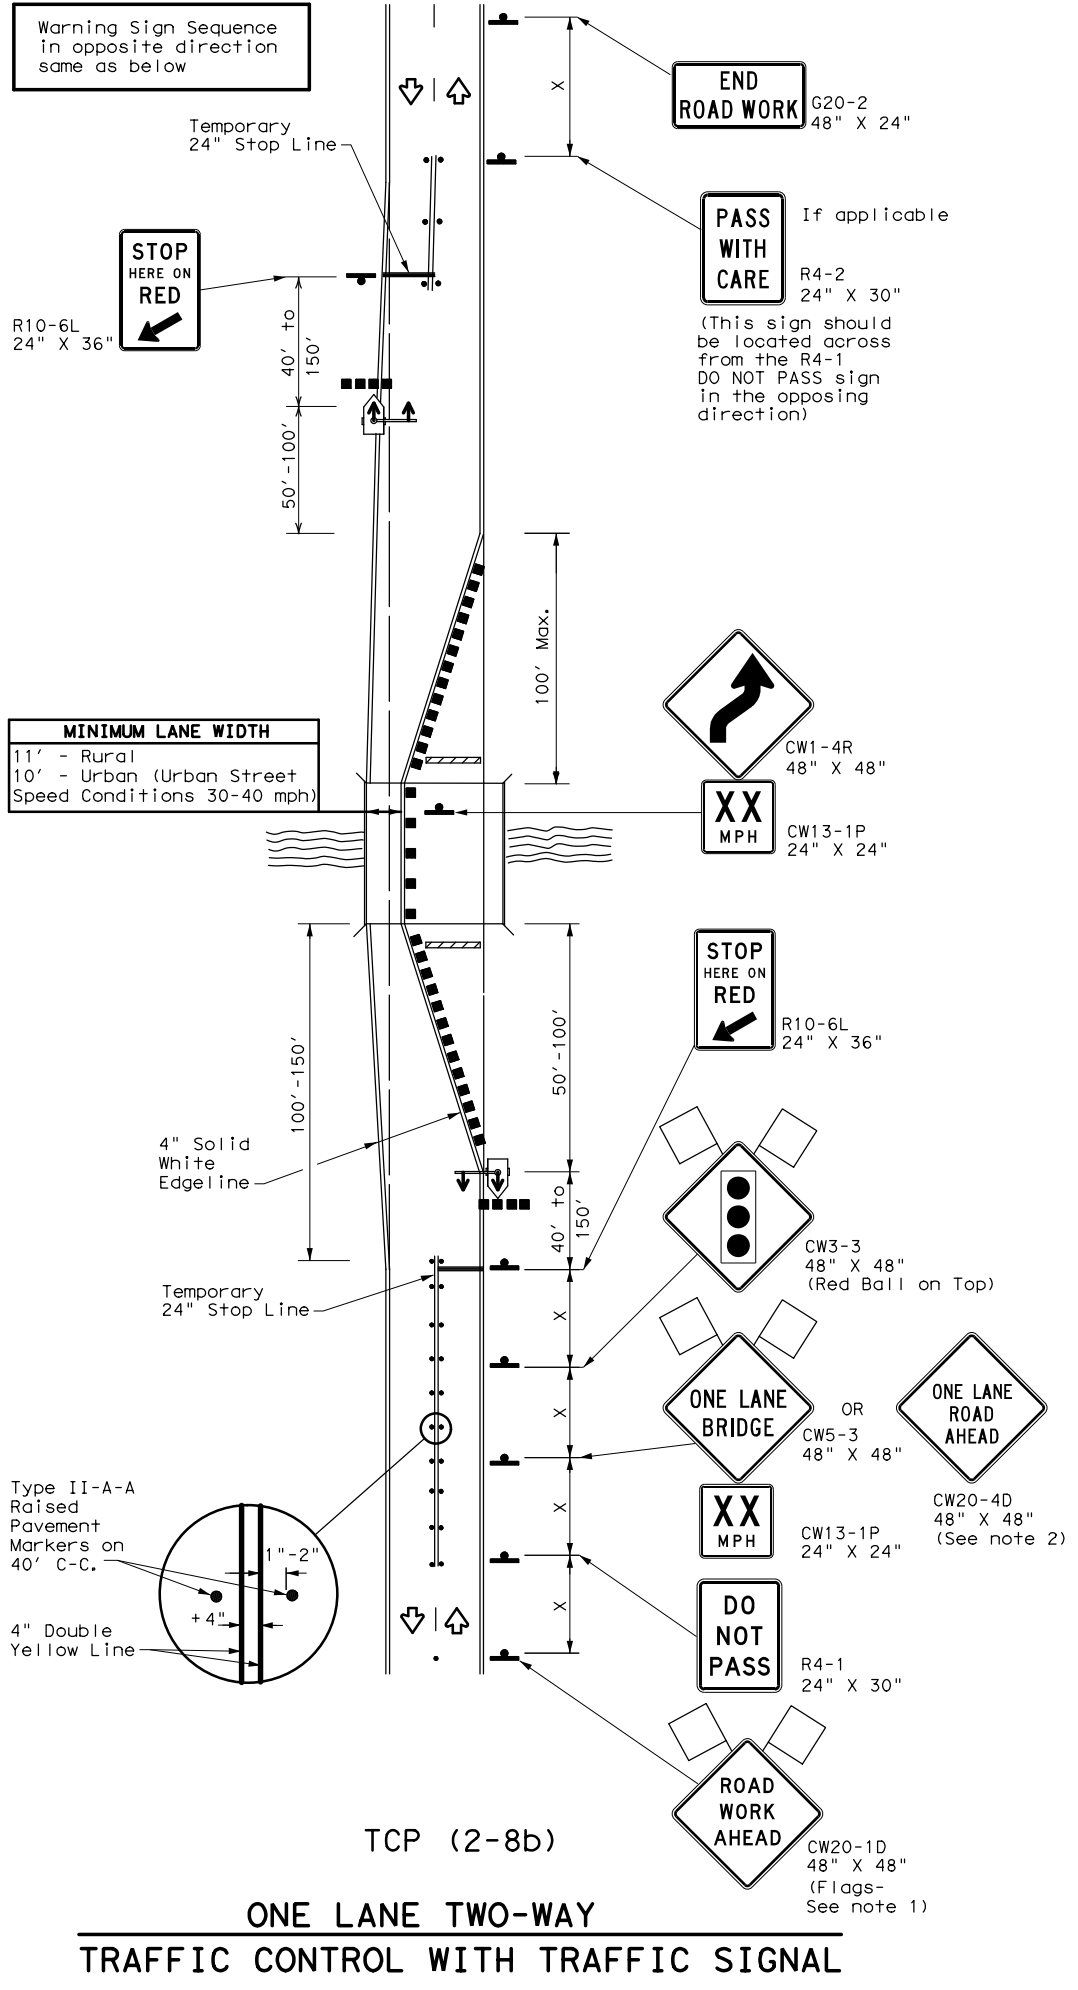 Warning Sign Sequence
in opposite direction
same as below
END
ROAD WORK
G20-2
48" X 24"
X
Temporary
24" Stop Line
PASS
WITH
CARE
If applicable
R4-2
24" X 30"
(This sign should
be located across
from the R4-1
DO NOT PASS sign
in the opposing
direction)
STOP
HERE ON
RED
R10-6L
24" X 36"
40' to
150'
50'-100'
100' Max.
CW1-4R
48" X 48"
XX
MPH
CW13-1P
24" X 24"
MINIMUM LANE WIDTH
11' - Rural
10' - Urban (Urban Street
Speed Conditions 30-40 mph)
STOP
HERE ON
RED
R10-6L
24" X 36"
100'-150'
50'-100'
4" Solid
White
Edgeline
40' to
150'
CW3-3
48" X 48"
(Red Ball on Top)
Temporary
24" Stop Line
X
ONE LANE
BRIDGE
OR
CW5-3
48" X 48"
ONE LANE
ROAD
AHEAD
CW20-4D
48" X 48"
(See note 2)
X
XX
MPH
CW13-1P
24" X 24"
X
Type II-A-A
Raised
Pavement
Markers on
40' C-C.
1"-2"
+4"
4" Double
Yellow Line
X
DO
NOT
PASS
R4-1
24" X 30"
ROAD
WORK
AHEAD
CW20-1D
48" X 48"
(Flags-
See note 1)
TCP (2-8b)
ONE LANE TWO-WAY
TRAFFIC CONTROL WITH TRAFFIC SIGNAL